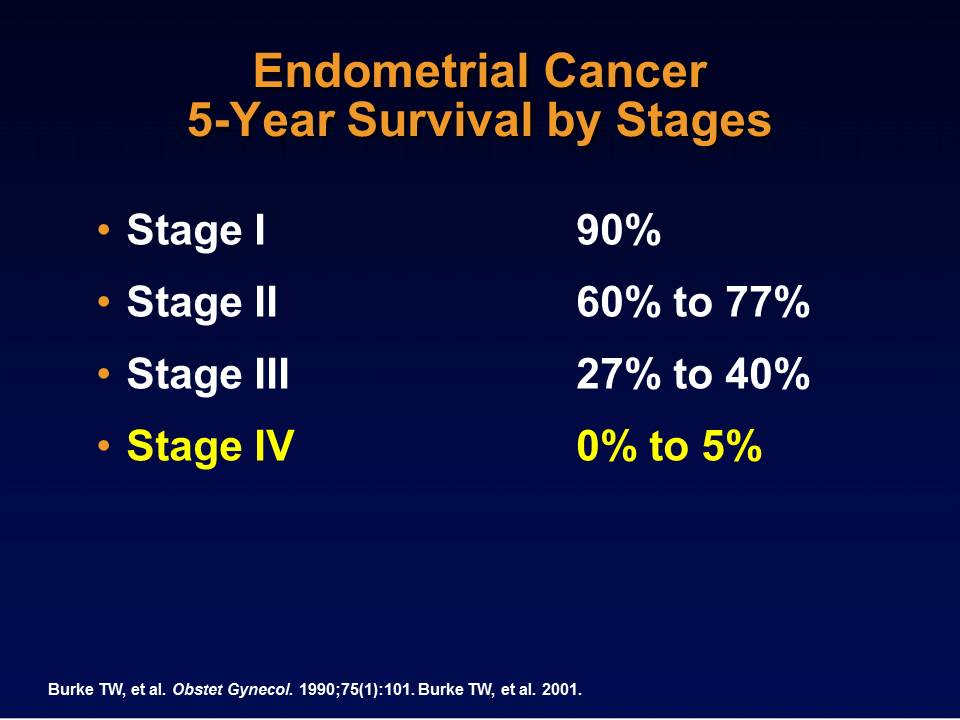 Endometrial Cancer
5-Year Survival by Stages
• Stage I 90%
• Stage II 60% to 77%
• Stage III 27% to 40%
• Stage IV 0% to 5%
Burke TW, et al. Obstet Gynecol. 1990;75(1):101. Burke TW, et al. 2001.